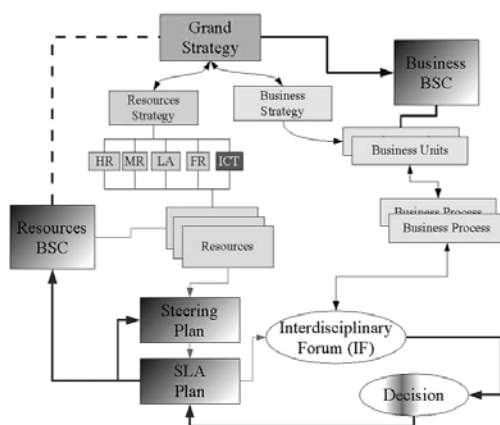 Grand
Strategy
Business
BSC
Resources
Strategy
Business
Strategy
HR
MR
LA
FR
ICT
Business Units
Resources
BSC
Resources
Business Process
Business Process
Steering
Plan
Interdisciplinary
Forum (IF)
SLA
Plan
Decision